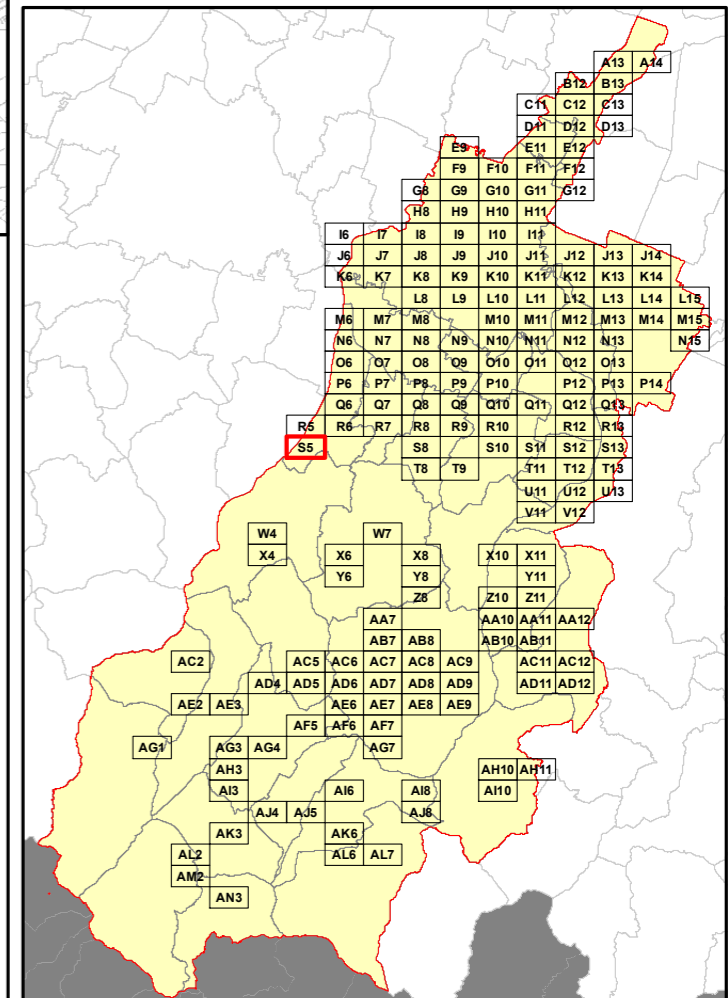 A13 A14
B12 B13
C11 C12 C13
D11 D12 D13
E9 E11 E12
F9 F10 F11 F12
G8 G9 G10 G11 G12
H8 H9 H10 H11
I6 I7 I8 I9 I10 I11
J6 J7 J8 J9 J10 J11 J12 J13 J14
K6 K7 K8 K9 K10 K11 K12 K13 K14
L8 L9 L10 L11 L12 L13 L14 L15
M6 M7 M8 M10 M11 M12 M13 M14 M15
N6 N7 N8 N9 N10 N11 N12 N13 N15
O6 O7 O8 O9 O10 O11 O12 O13
P6 P7 P8 P9 P10 P12 P13 P14
Q6 Q7 Q8 Q9 Q10 Q11 Q12 Q13
R5 R6 R7 R8 R9 R10 R12 R13
S5 S8 S10 S11 S12 S13
T8 T9 T11 T12 T13
U11 U12 U13
V11 V12
W4 W7
X4 X6 X8 X10 X11
Y6 Y8 Y11
Z8 Z10 Z11
AA7 AA10 AA11 AA12
AB7 AB8 AB10 AB11
AC2 AC5 AC6 AC7 AC8 AC9 AC11 AC12
AD4 AD5 AD6 AD7 AD8 AD9 AD11 AD12
AE2 AE3 AE6 AE7 AE8 AE9
AF5 AF6 AF7
AG1 AG3 AG4 AG7
AH3 AH10 AH11
AI3 AI6 AI8 AI10
AJ4 AJ5 AJ8
AK3 AK6
AL2 AL6 AL7
AM2
AN3